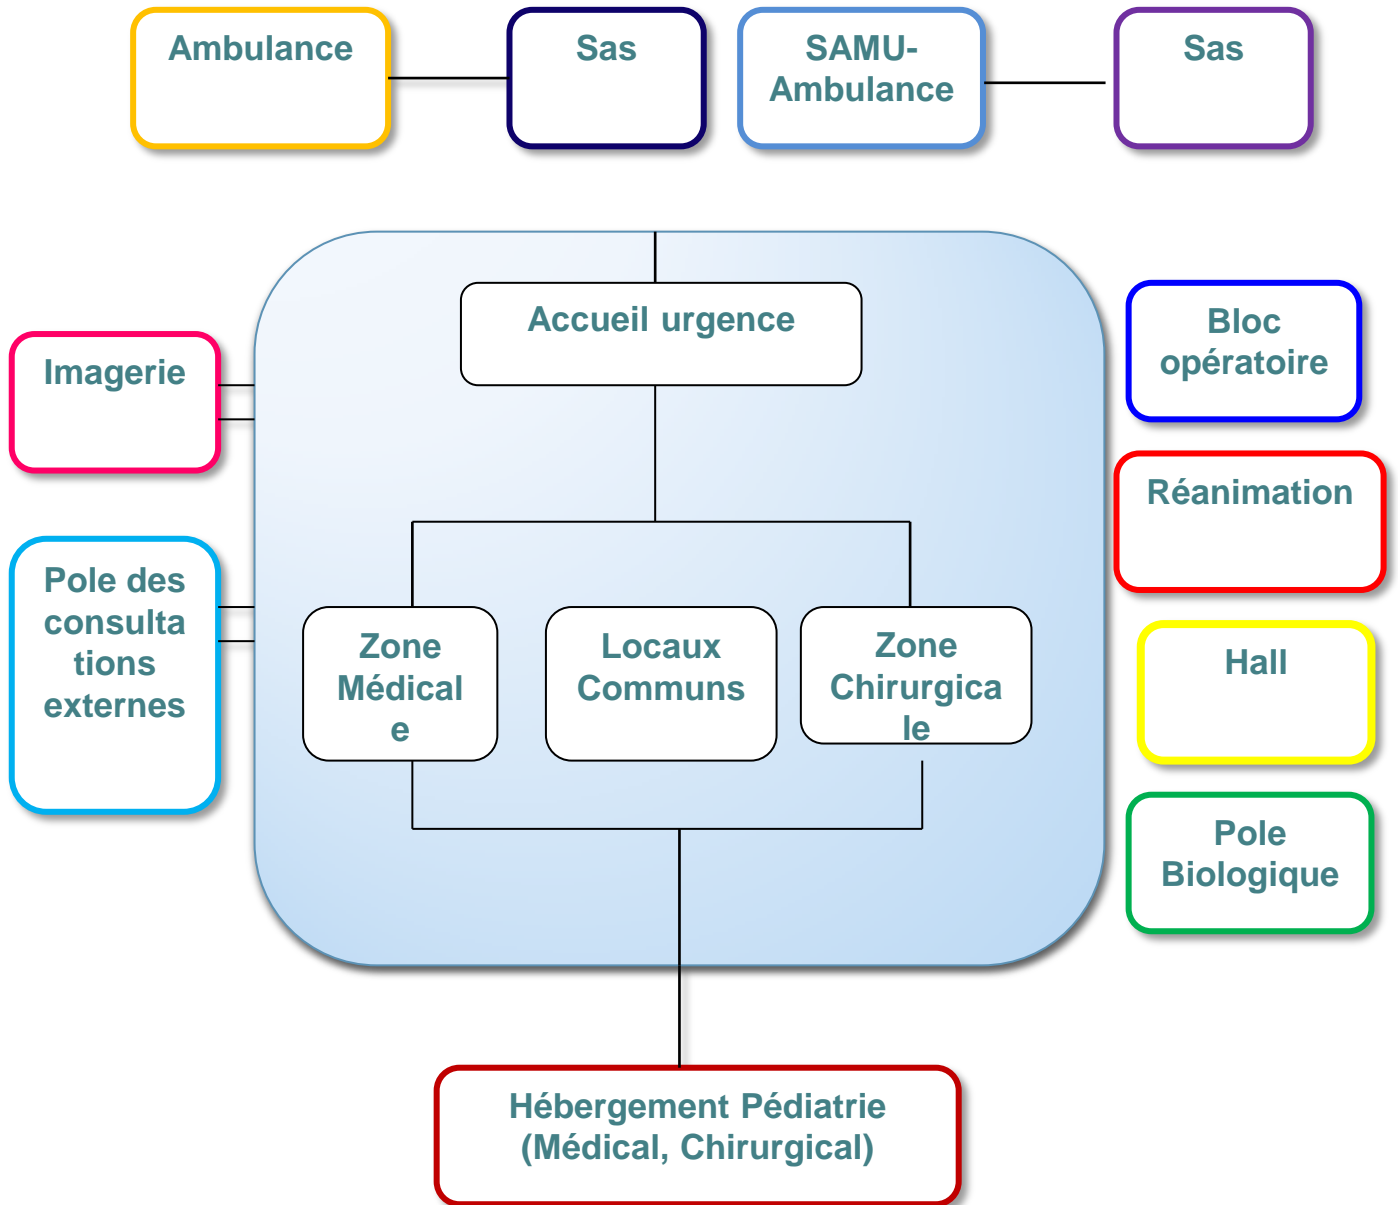 Ambulance
Sas
SAMU-
Ambulance
Sas
Accueil urgence
Imagerie
Bloc
opératoire
Réanimation
Pole des
consulta
tions
externes
Zone
Médical
e
Locaux
Communs
Zone
Chirurgica
le
Hall
Pole
Biologique
Hébergement Pédiatrie
(Médical, Chirurgical)